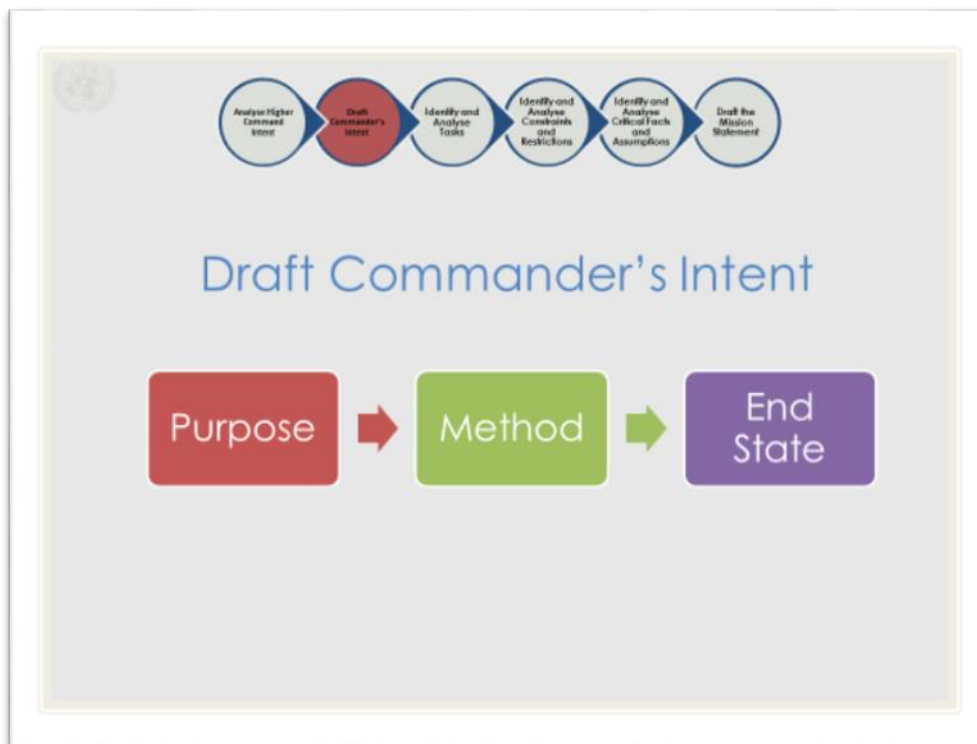 Analyse Higher
Command
Intent
Draft
Commander's
Intent
Identify and
Analyse
Tasks
Identify and
Analyse
Constraints
and
Restrictions
Identify and
Analyse
Critical Facts
and
Assumptions
Draft the
Mission
Statement
Draft Commander's Intent
Purpose
Method
End
State